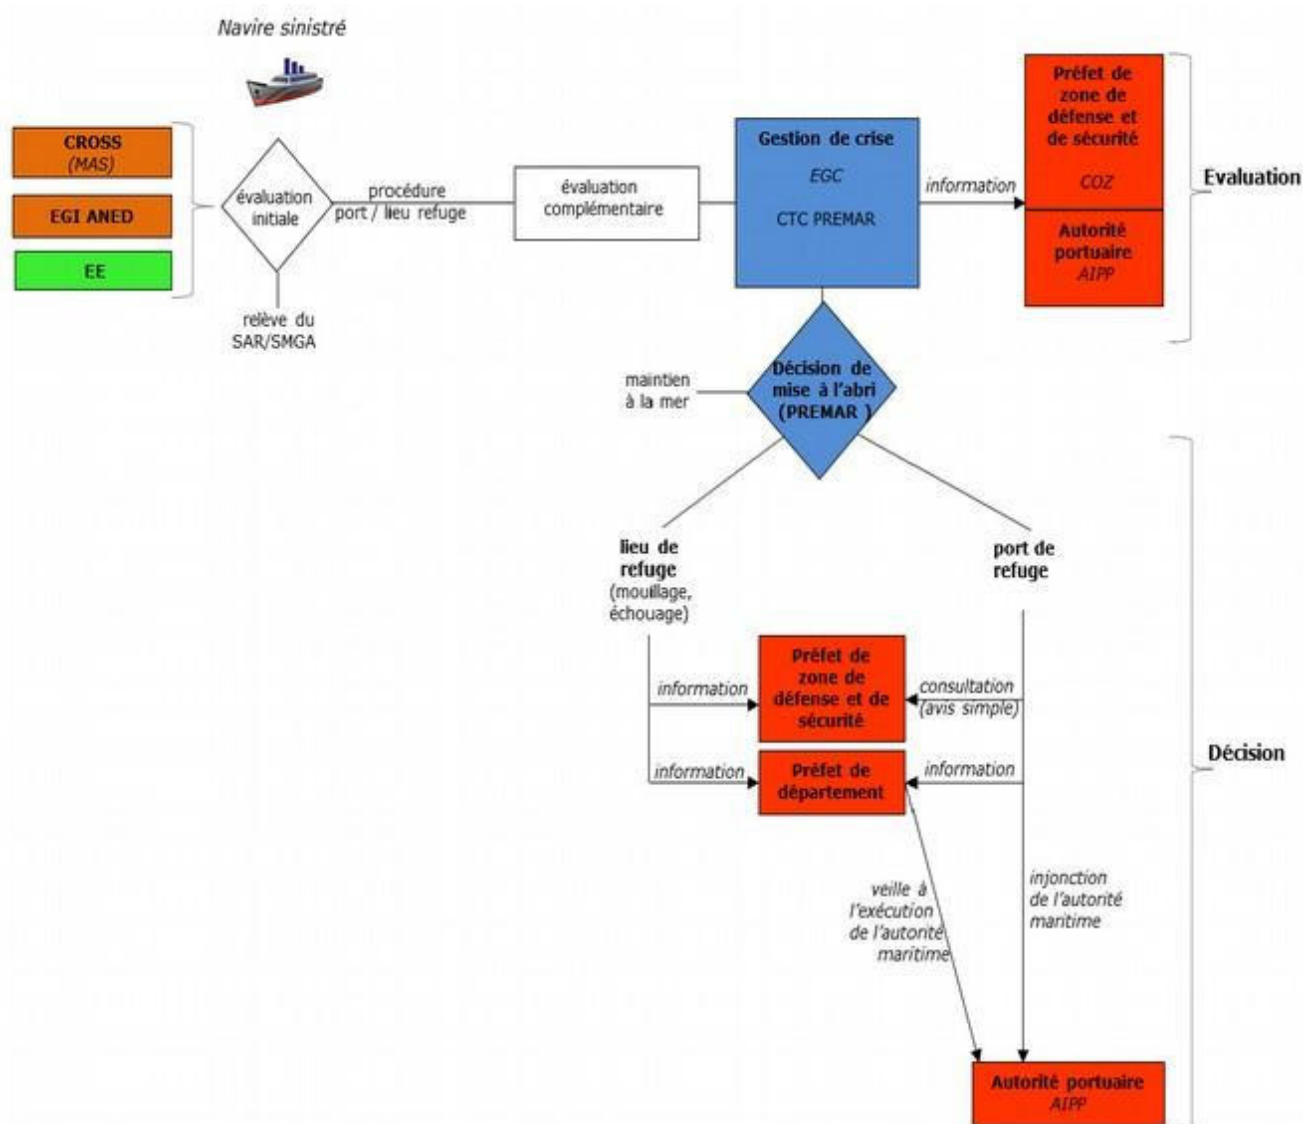 Navire sinistré
CROSS
(MAS)
EGI ANED
EE
évaluation
initiale
relève du
SAR/SMGA
procédure
port / lieu refuge
évaluation
complémentaire
Gestion de crise
EGC
CTC PREMAR
information
Préfet de
zone de
défense et
de sécurité
COZ
Autorité
portuaire
AIPP
Evaluation
maintien
à la mer
Décision de
mise à l'abri
(PREMAR )
lieu de
refuge
(mouillage,
échouage)
port de
refuge
information
Préfet de
zone de
défense et de
sécurité
consultation
(avis simple)
information
Préfet de
département
information
Décision
veille à
l'exécution
de l'autorité
maritime
injonction
de l'autorité
maritime
Autorité portuaire
AIPP